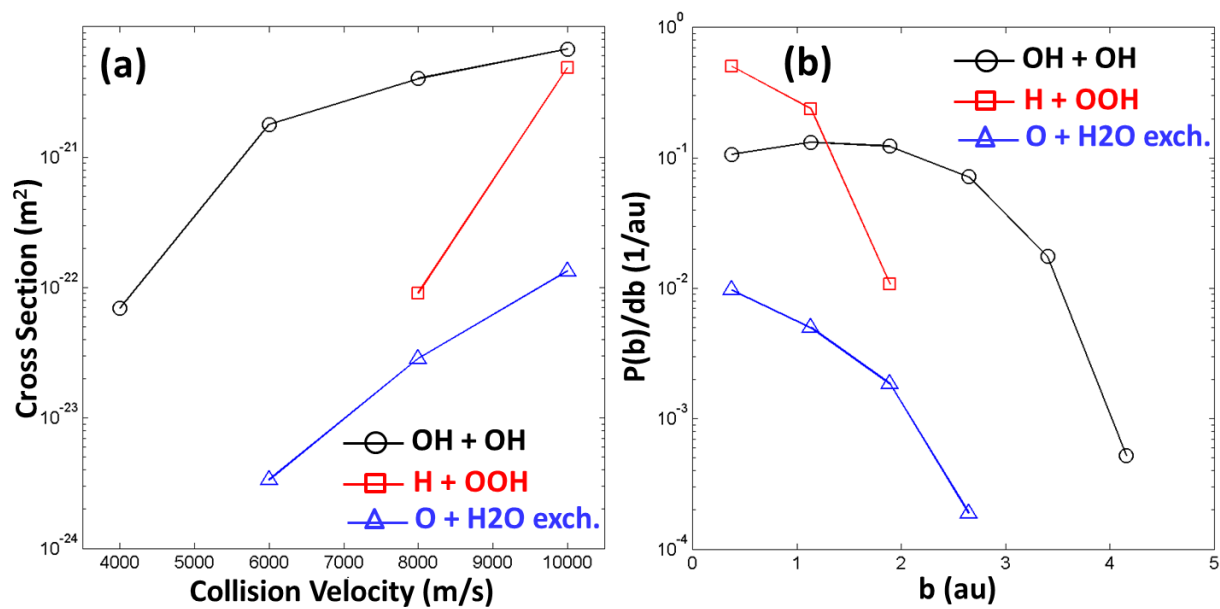 (a)
Cross Section (m²)
10⁻²¹
10⁻²²
10⁻²³
10⁻²⁴
OH + OH
H + OOH
O + H2O exch.
4000 5000 6000 7000 8000 9000 10000
Collision Velocity (m/s)
(b)
P(b)/db (1/au)
10⁰
10⁻¹
10⁻²
10⁻³
10⁻⁴
OH + OH
H + OOH
O + H2O exch.
0 1 2 3 4 5
b (au)